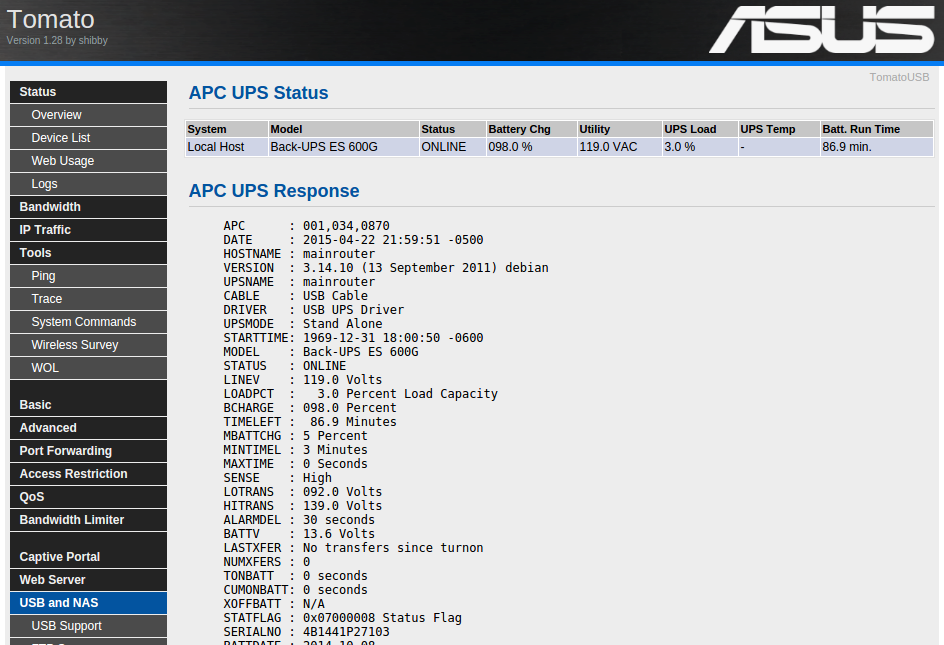 Tomato
Version 1.28 by shibby
ASUS
TomatoUSB
Status
Overview
Device List
Web Usage
Logs
Bandwidth
IP Traffic
Tools
Ping
Trace
System Commands
Wireless Survey
WOL
Basic
Advanced
Port Forwarding
Access Restriction
QoS
Bandwidth Limiter
Captive Portal
Web Server
USB and NAS
USB Support
APC UPS Status
System Model Status Battery Chg Utility UPS Load UPS Temp Batt. Run Time
Local Host Back-UPS ES 600G ONLINE 098.0 % 119.0 VAC 3.0 % - 86.9 min.
APC UPS Response
APC      : 001,034,0870
DATE     : 2015-04-22 21:59:51 -0500
HOSTNAME : mainrouter
VERSION  : 3.14.10 (13 September 2011) debian
UPSNAME  : mainrouter
CABLE    : USB Cable
DRIVER   : USB UPS Driver
UPSMODE  : Stand Alone
STARTTIME: 1969-12-31 18:00:50 -0600
MODEL    : Back-UPS ES 600G
STATUS   : ONLINE
LINEV    : 119.0 Volts
LOADPCT  :   3.0 Percent Load Capacity
BCHARGE  : 098.0 Percent
TIMELEFT :  86.9 Minutes
MBATTCHG : 5 Percent
MINTIMEL : 3 Minutes
MAXTIME  : 0 Seconds
SENSE    : High
LOTRANS  : 092.0 Volts
HITRANS  : 139.0 Volts
ALARMDEL : 30 seconds
BATTV    : 13.6 Volts
LASTXFER : No transfers since turnon
NUMXFERS : 0
TONBATT  : 0 seconds
CUMONBATT: 0 seconds
XOFFBATT : N/A
STATFLAG : 0x07000008 Status Flag
SERIALNO : 4B1441P27103
BATTDATE : 2014-10-08